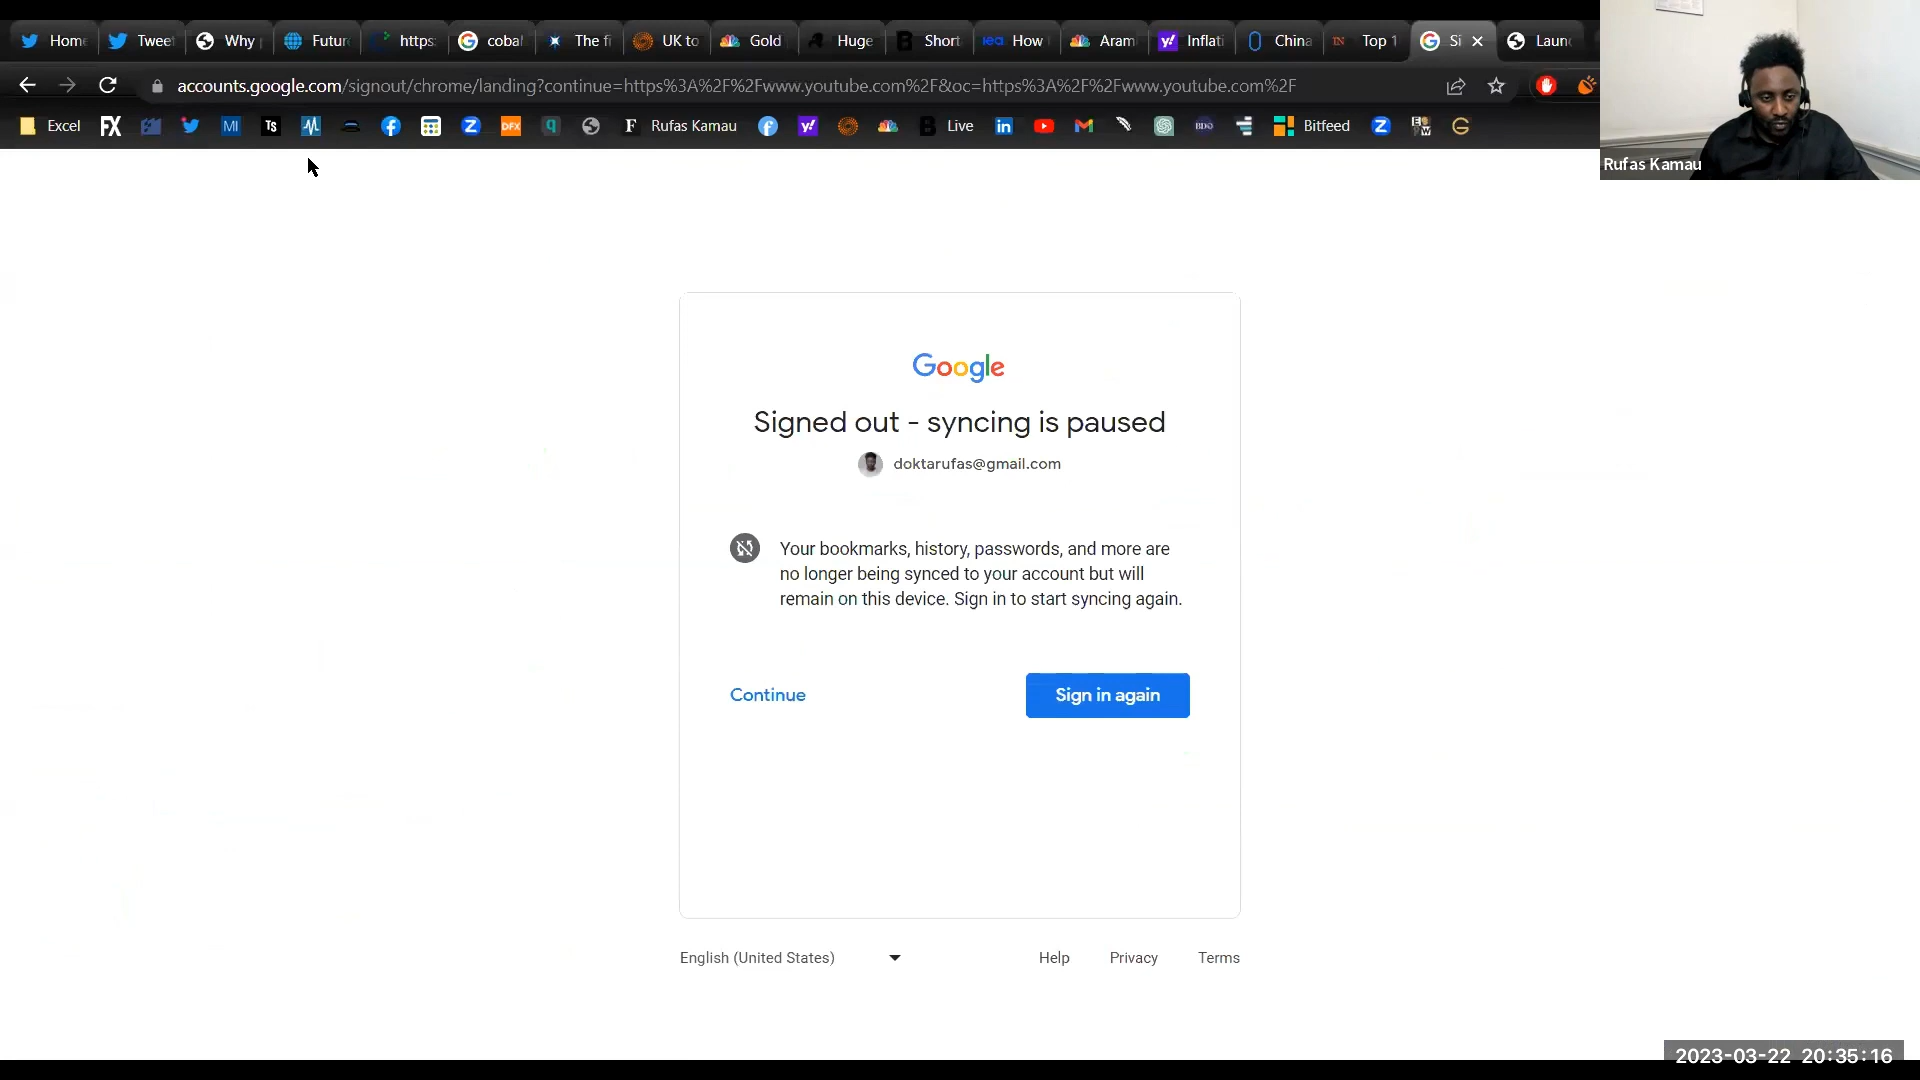 Home
Tweet
Why
Futur
https:
cobal
The fi
UK to
Gold
Huge
Short
How
Aram
Inflati
China
Top 1
Si
Laun
accounts.google.com/signout/chrome/landing?continue=https%3A%2F%2Fwww.youtube.com%2F&oc=https%3A%2F%2Fwww.youtube.com%2F
Excel
FX
MI
Ts
DFX
Rufas Kamau
Live
BDO
Bitfeed
Rufas Kamau
Google
Signed out - syncing is paused
doktarufas@gmail.com
Your bookmarks, history, passwords, and more are
no longer being synced to your account but will
remain on this device. Sign in to start syncing again.
Continue
Sign in again
English (United States)
Help
Privacy
Terms
2023-03-22 20:35:16